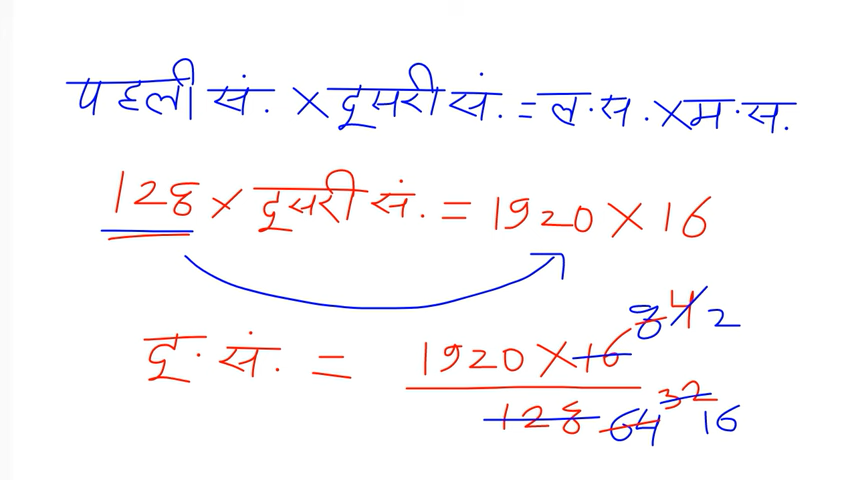 पहली सं. × दूसरी सं. = ल.स. × म.स.
128 × दूसरी सं. = 1920 × 16
8 4 2
दू. सं. = 1920 × 16
128 64 32 16